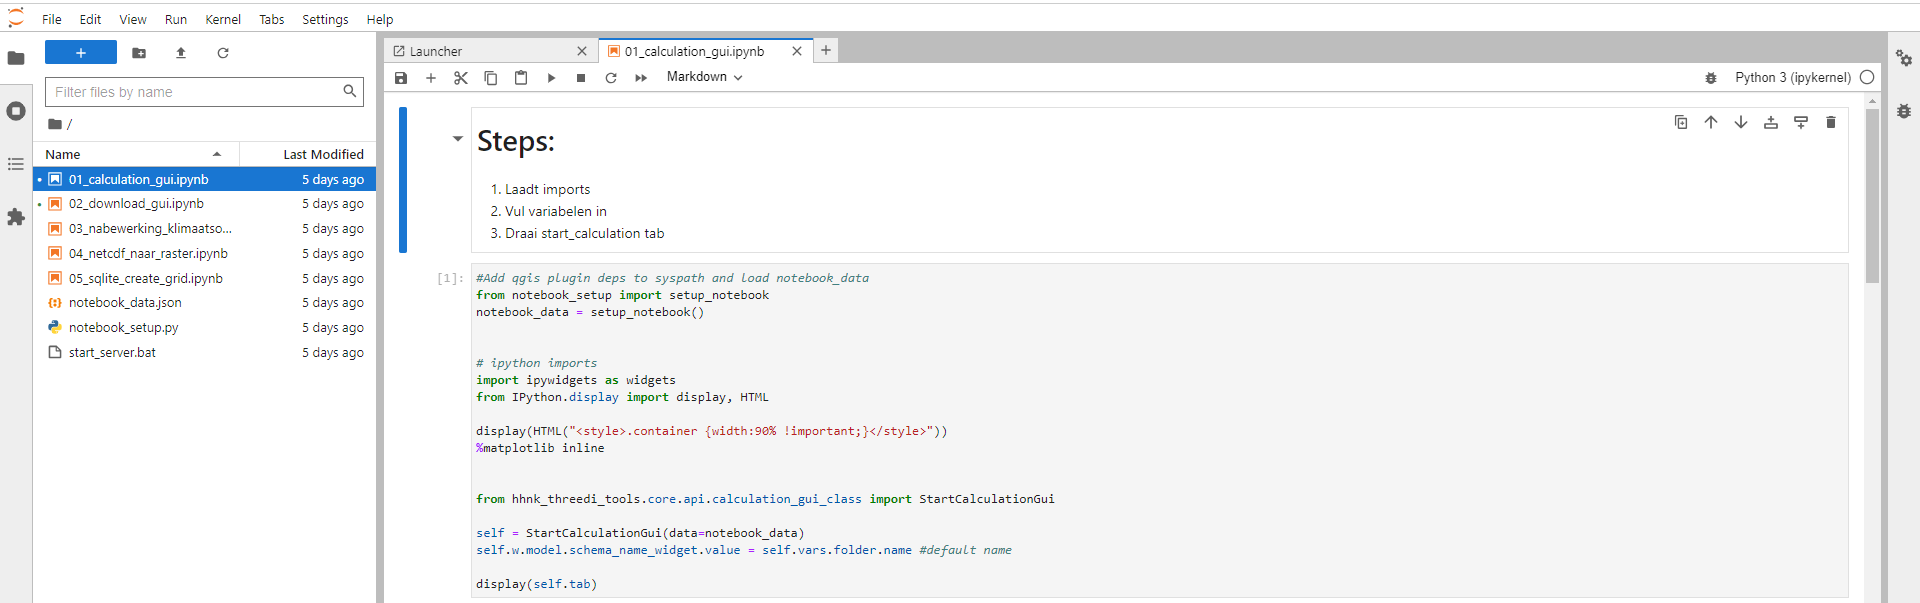 File Edit View Run Kernel Tabs Settings Help
Launcher
01_calculation_gui.ipynb
Markdown
Python 3 (ipykernel)
Filter files by name
/
Name Last Modified
01_calculation_gui.ipynb 5 days ago
02_download_gui.ipynb 5 days ago
03_nabewerking_klimaatso... 5 days ago
04_netcdf_naar_raster.ipynb 5 days ago
05_sqlite_create_grid.ipynb 5 days ago
notebook_data.json 5 days ago
notebook_setup.py 5 days ago
start_server.bat 5 days ago
Steps:
1. Laadt imports
2. Vul variabelen in
3. Draai start_calculation tab
[1]:
#Add qgis plugin deps to syspath and load notebook_data
from notebook_setup import setup_notebook
notebook_data = setup_notebook()
# ipython imports
import ipywidgets as widgets
from IPython.display import display, HTML
display(HTML("<style>.container {width:90% !important;}</style>"))
%matplotlib inline
from hhnk_threedi_tools.core.api.calculation_gui_class import StartCalculationGui
self = StartCalculationGui(data=notebook_data)
self.w.model.schema_name_widget.value = self.vars.folder.name #default name
display(self.tab)